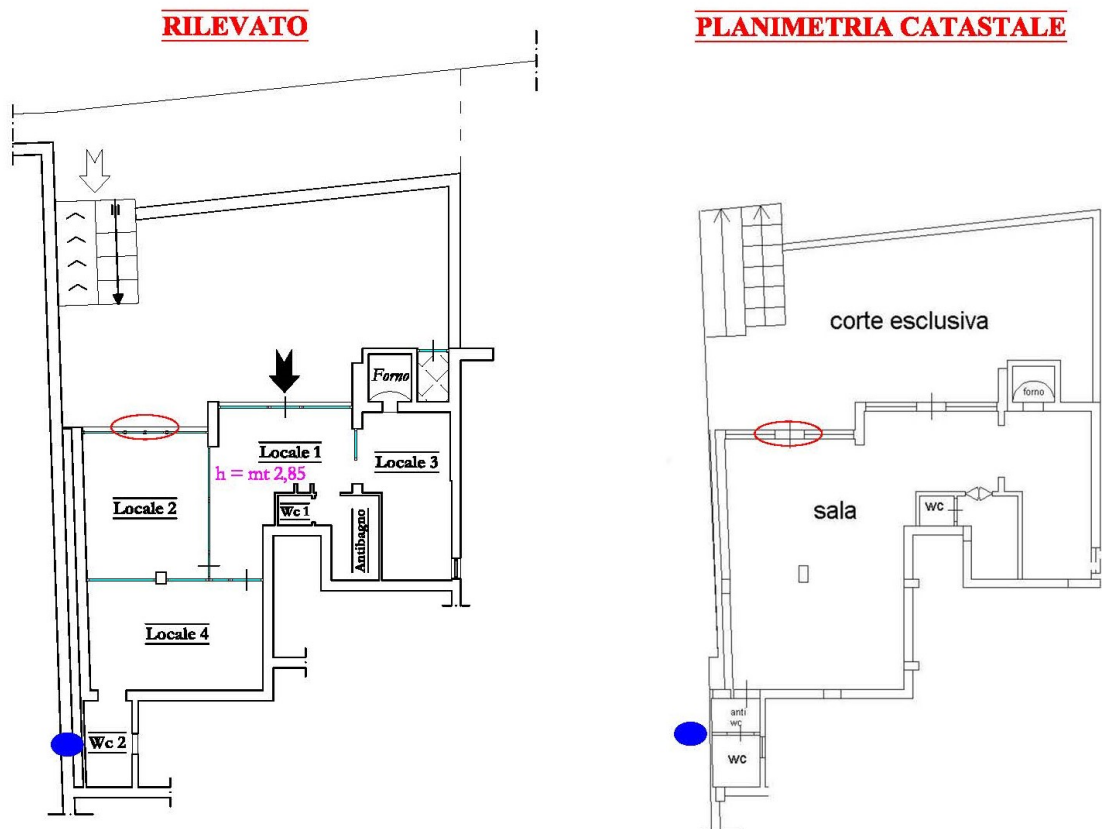 RILEVATO
PLANIMETRIA CATASTALE
Forno
Locale 1
Locale 3
h = mt 2,85
Locale 2
Wc 1
Antibagno
Locale 4
Wc 2
corte esclusiva
forno
sala
wc
anti
wc
wc